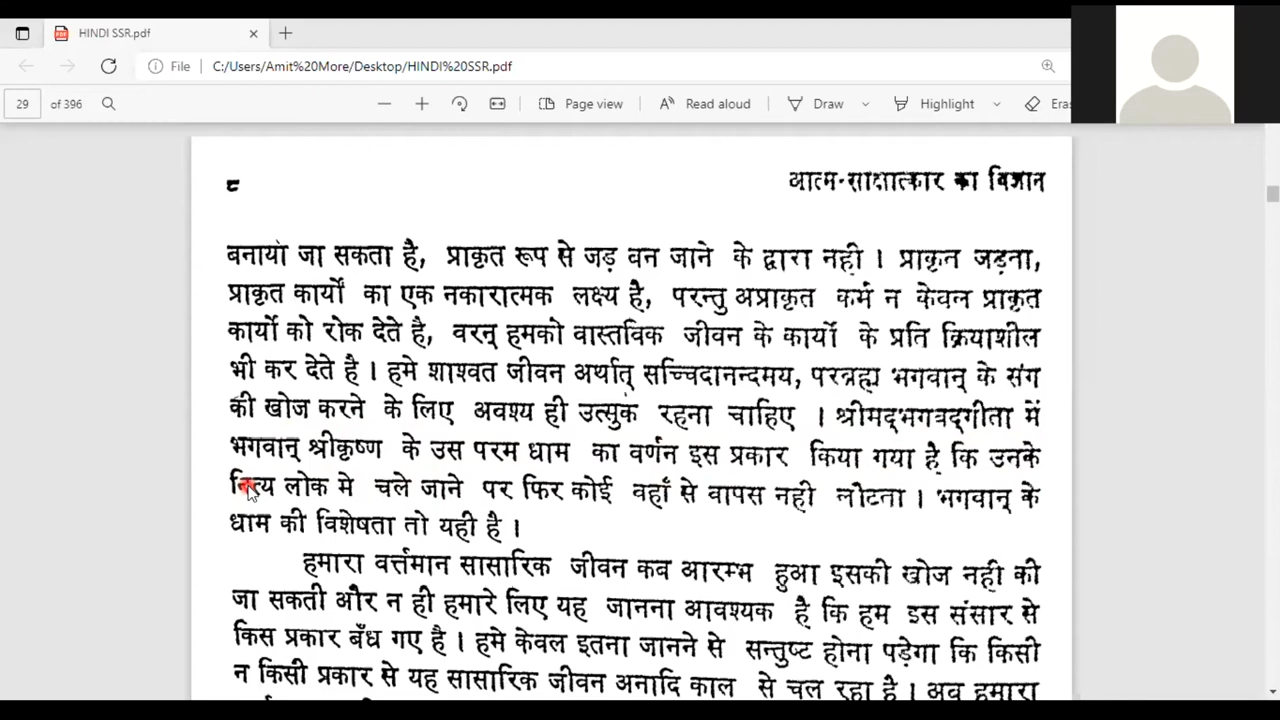 HINDI SSR.pdf
File C:/Users/Amit%20More/Desktop/HINDI%20SSR.pdf
29 of 396 Page view Read aloud Draw Highlight Eras
८ आत्म-साक्षात्कार का विज्ञान
बनाया जा सकता है, प्राकृत रूप से जड़ वन जाने के द्वारा नही । प्राकृत जड़ना,
प्राकृत कार्यों का एक नकारात्मक लक्ष्य है, परन्तु अप्राकृत कर्म न केवल प्राकृत
कार्यो को रोक देते है, वरन् हमको वास्तविक जीवन के कार्यों के प्रति क्रियाशील
भी कर देते है । हमे शाश्वत जीवन अर्थात् सच्चिदानन्दमय, परब्रह्म भगवान् के संग
की खोज करने के लिए अवश्य ही उत्सुक रहना चाहिए । श्रीमद्भगवद्गीता में
भगवान् श्रीकृष्ण के उस परम धाम का वर्णन इस प्रकार किया गया है कि उनके
लोक मे चले जाने पर फिर कोई वहाँ से वापस नही लोटता । भगवान् के
धाम की विशेषता तो यही है ।
हमारा वर्त्तमान सासारिक जीवन कब आरम्भ हुआ इसकी खोज नही की
जा सकती और न ही हमारे लिए यह जानना आवश्यक है कि हम इस संसार से
किस प्रकार बँध गए है । हमे केवल इतना जानने से सन्तुष्ट होना पड़ेगा कि किसी
न किसी प्रकार से यह सासारिक जीवन अनादि काल से चल रहा है । अव हमारा